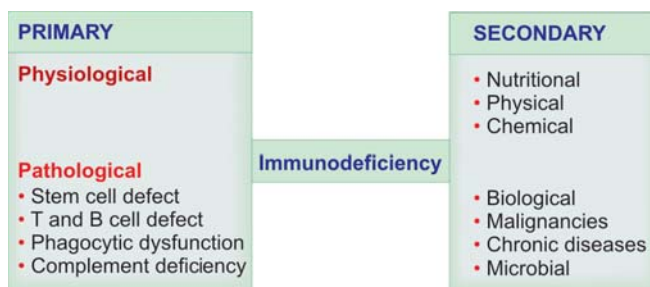 PRIMARY
Physiological
Pathological
• Stem cell defect
• T and B cell defect
• Phagocytic dysfunction
• Complement deficiency
Immunodeficiency
SECONDARY
• Nutritional
• Physical
• Chemical
• Biological
• Malignancies
• Chronic diseases
• Microbial